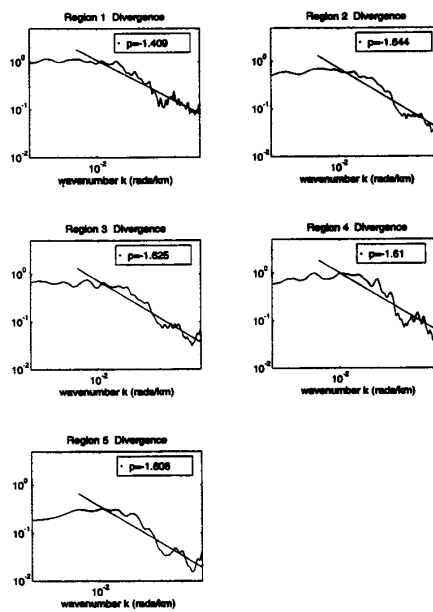 Region 1 Divergence
p=-1.409
10^0
10^-1
10^-2
10^-2
wavenumber k (rads/km)
Region 2 Divergence
p=-1.644
10^0
10^-1
10^-2
10^-2
wavenumber k (rads/km)
Region 3 Divergence
p=-1.625
10^0
10^-1
10^-2
10^-2
wavenumber k (rads/km)
Region 4 Divergence
p=-1.61
10^0
10^-1
10^-2
10^-2
wavenumber k (rads/km)
Region 5 Divergence
p=-1.606
10^0
10^-1
10^-2
10^-2
wavenumber k (rads/km)